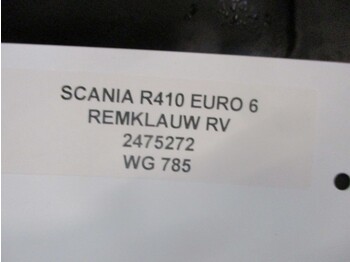 SCANIA R410 EURO 6
REMKLAUW RV
2475272
WG 785